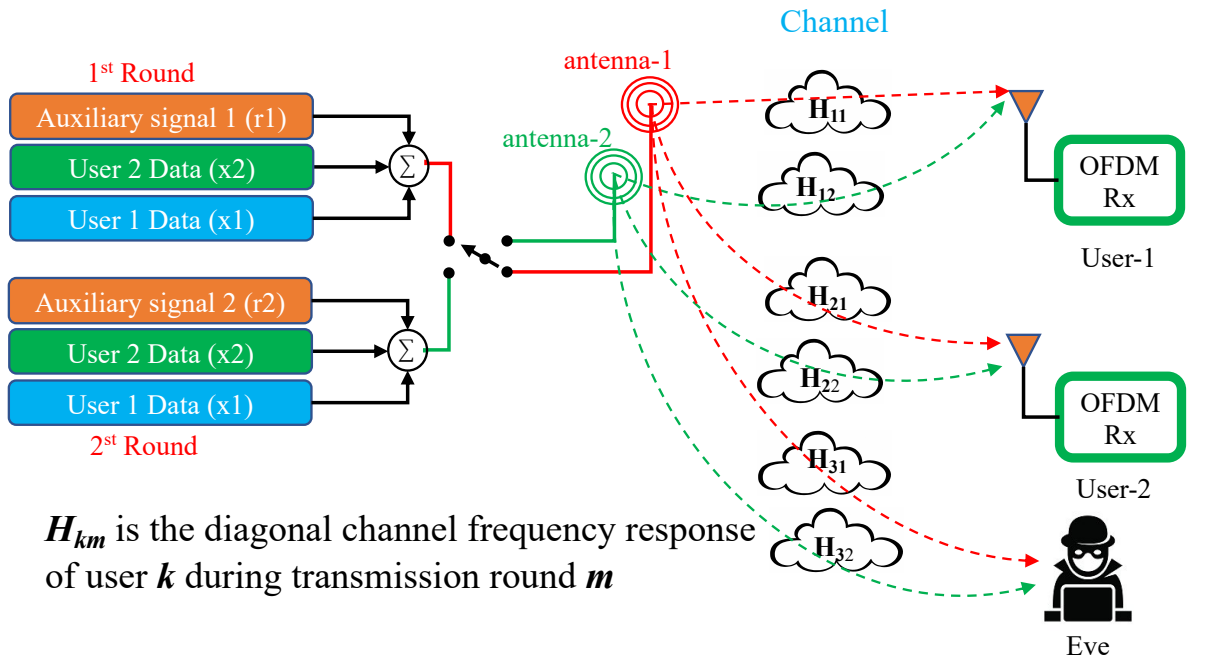 Channel
1st Round
antenna-1
Auxiliary signal 1 (r1)
User 2 Data (x2)
User 1 Data (x1)
∑
antenna-2
H11
H12
OFDM
Rx
User-1
Auxiliary signal 2 (r2)
User 2 Data (x2)
User 1 Data (x1)
∑
2nd Round
H21
H22
OFDM
Rx
User-2
H31
H32
Hkm is the diagonal channel frequency response
of user k during transmission round m
Eve